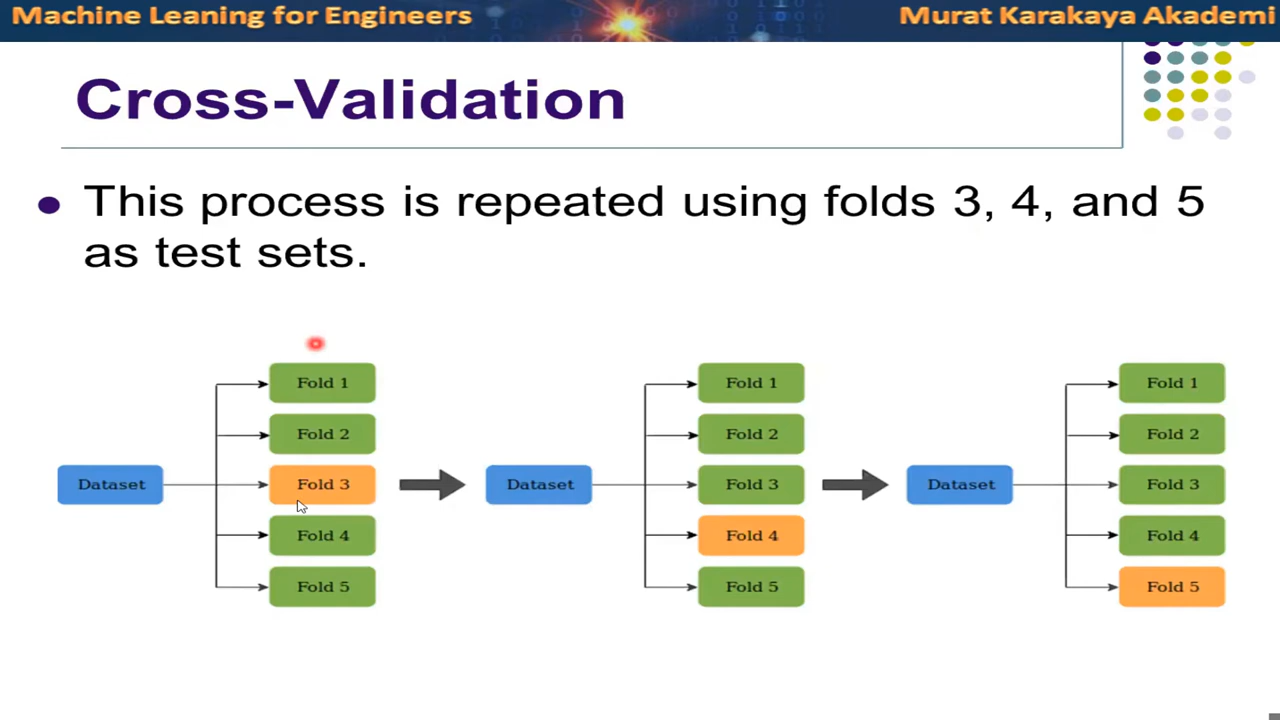 Machine Leaning for Engineers
Murat Karakaya Akademi
Cross-Validation
This process is repeated using folds 3, 4, and 5
as test sets.
Dataset
Fold 1
Fold 2
Fold 3
Fold 4
Fold 5
Dataset
Fold 1
Fold 2
Fold 3
Fold 4
Fold 5
Dataset
Fold 1
Fold 2
Fold 3
Fold 4
Fold 5